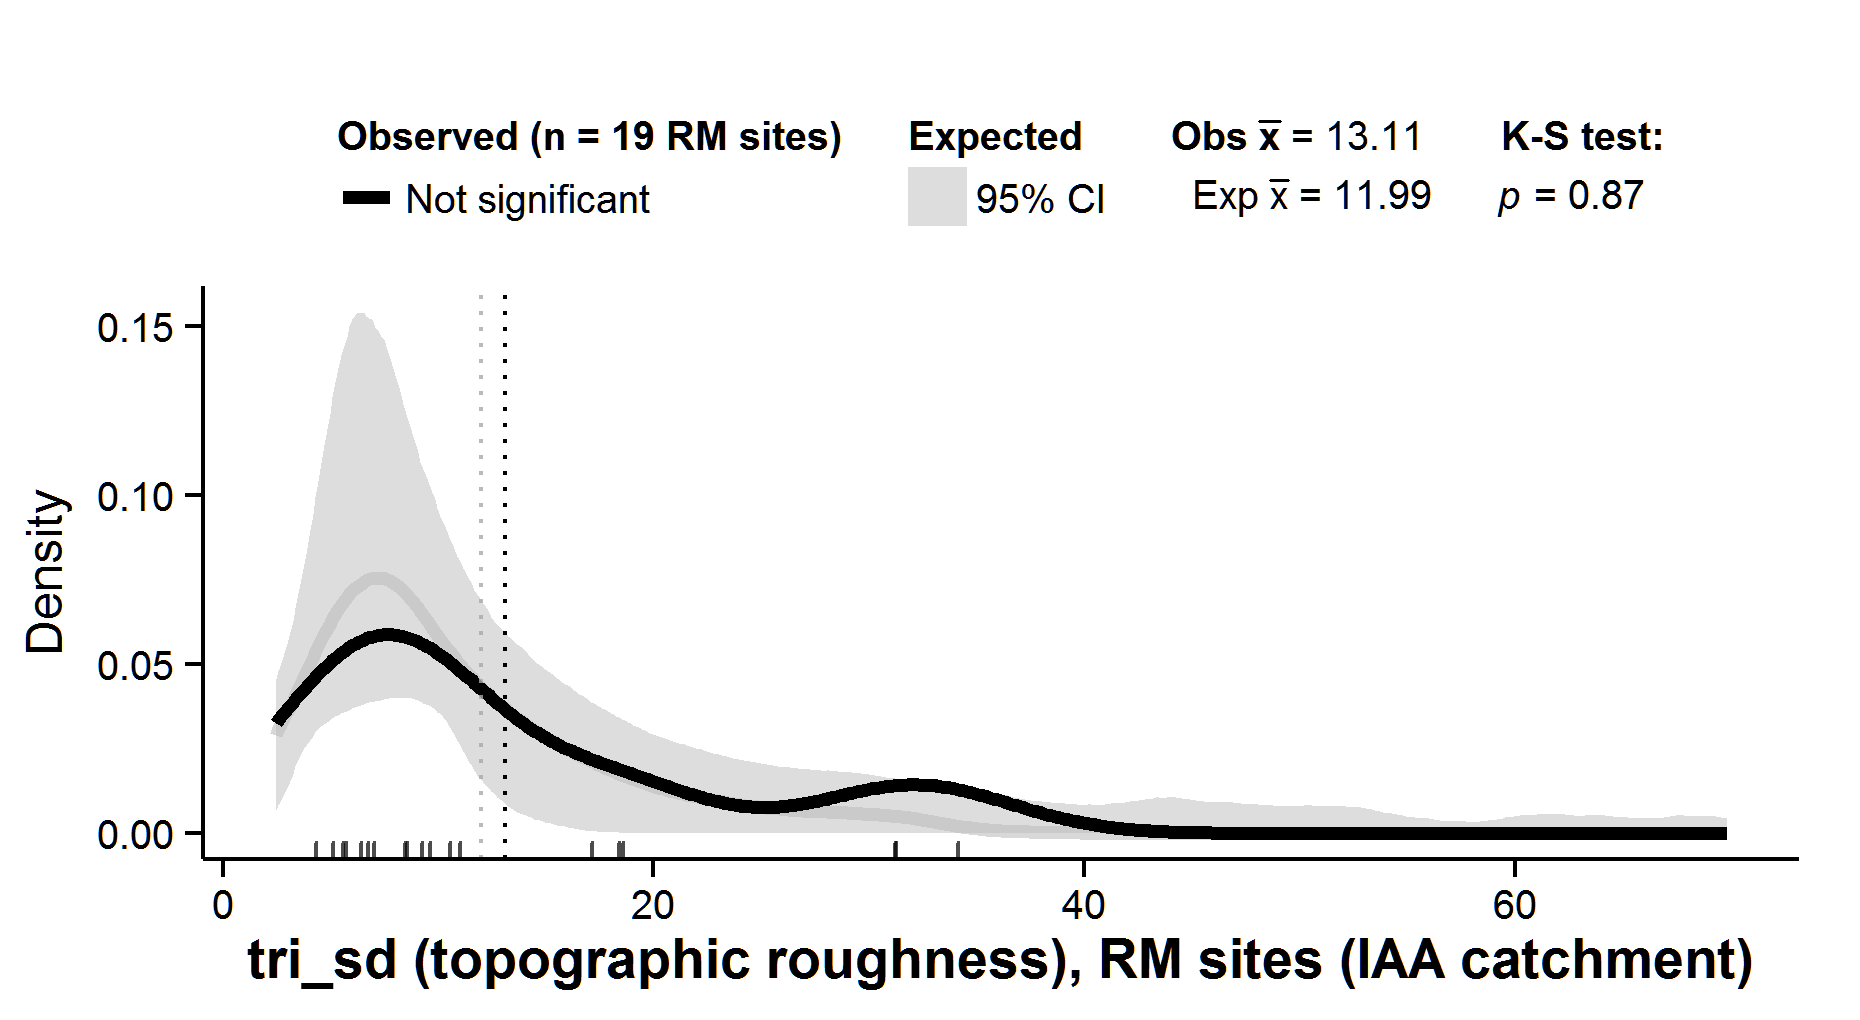 Observed (n = 19 RM sites) Expected Obs x̅ = 13.11 K-S test:
Not significant 95% CI Exp x̅ = 11.99 p = 0.87
0.15
0.10
0.05
0.00
Density
0 20 40 60
tri_sd (topographic roughness), RM sites (IAA catchment)